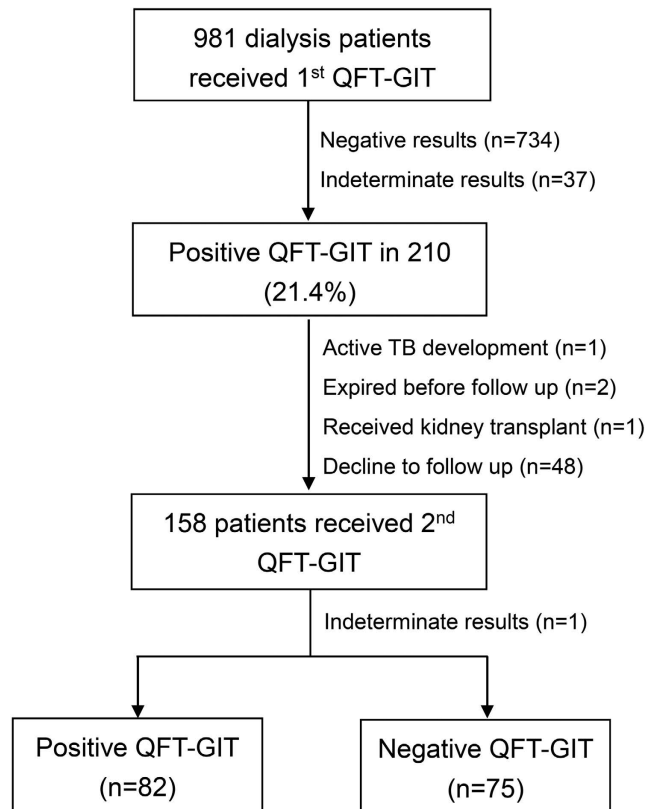 981 dialysis patients
received 1st QFT-GIT
Negative results (n=734)
Indeterminate results (n=37)
Positive QFT-GIT in 210
(21.4%)
Active TB development (n=1)
Expired before follow up (n=2)
Received kidney transplant (n=1)
Decline to follow up (n=48)
158 patients received 2nd
QFT-GIT
Indeterminate results (n=1)
Positive QFT-GIT
(n=82)
Negative QFT-GIT
(n=75)